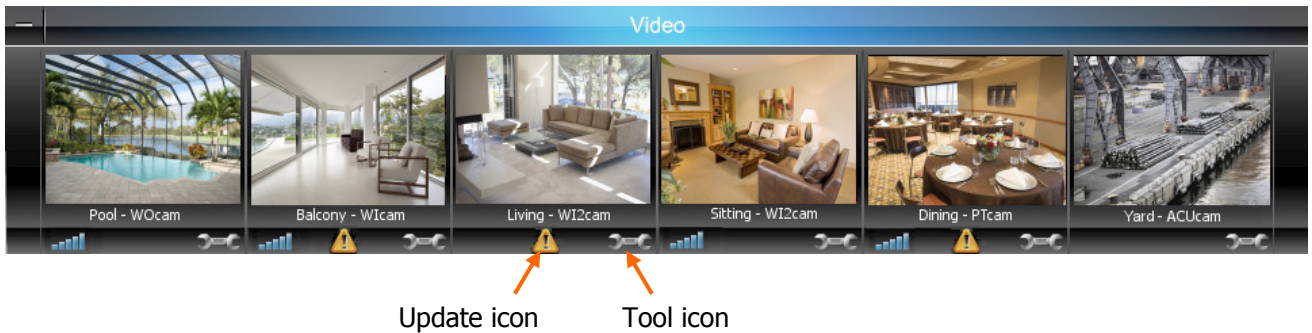 Video
Pool - WOcam
Balcony - WIcam
Living - WI2cam
Sitting - WI2cam
Dining - PTcam
Yard - ACUcam
Update icon
Tool icon